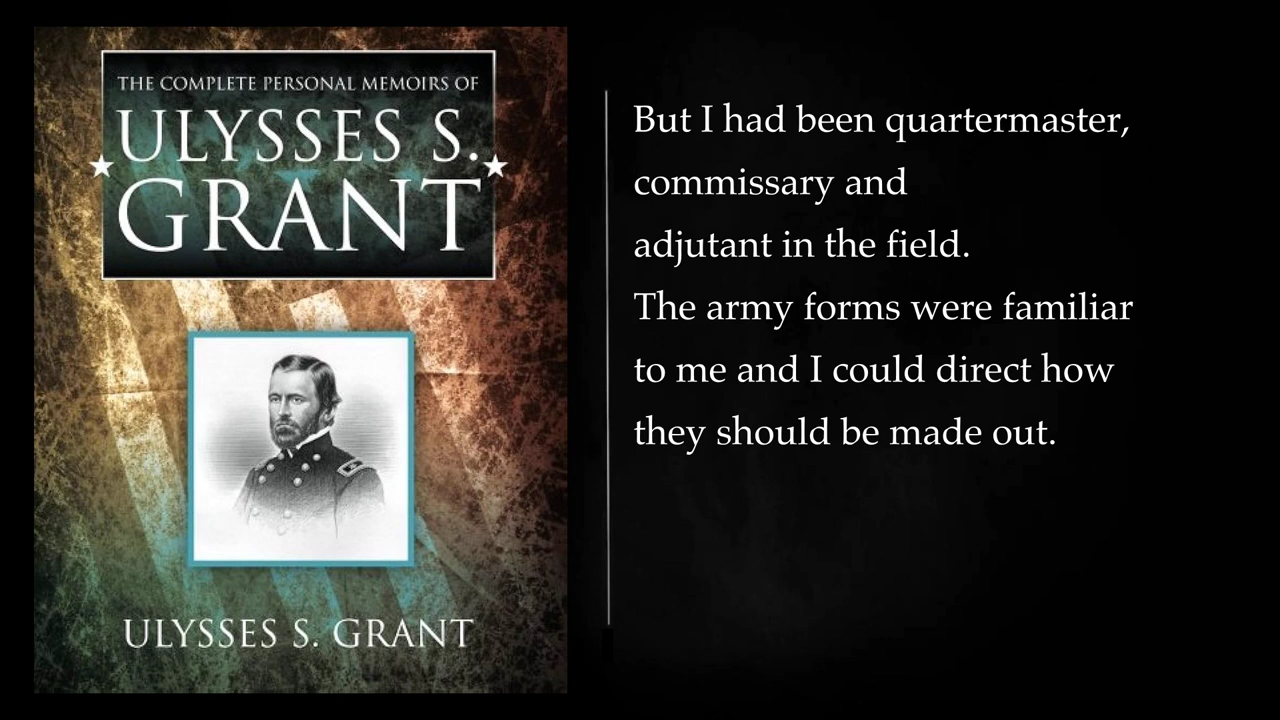 THE COMPLETE PERSONAL MEMOIRS OF
ULYSSES S.
GRANT
ULYSSES S. GRANT
But I had been quartermaster,
commissary and
adjutant in the field.
The army forms were familiar
to me and I could direct how
they should be made out.